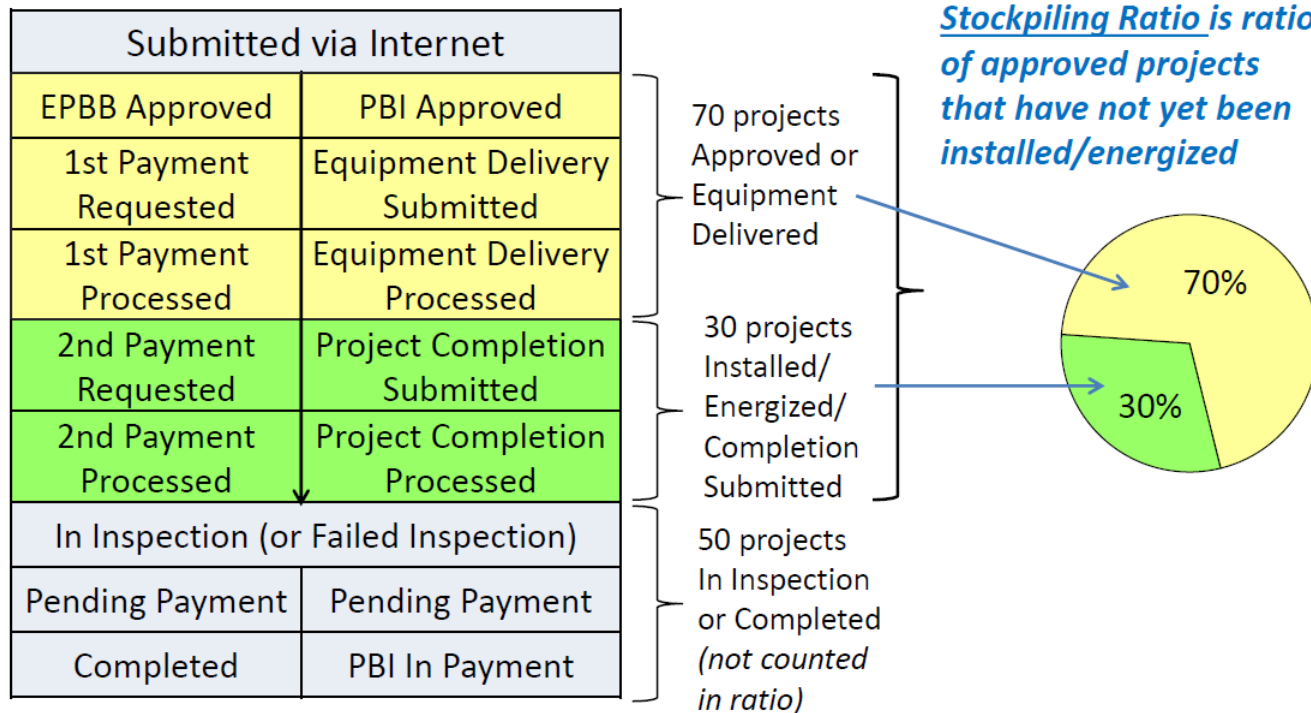 Submitted via Internet
EPBB Approved
PBI Approved
1st Payment
Requested
Equipment Delivery
Submitted
1st Payment
Processed
Equipment Delivery
Processed
2nd Payment
Requested
Project Completion
Submitted
2nd Payment
Processed
Project Completion
Processed
In Inspection (or Failed Inspection)
Pending Payment
Pending Payment
Completed
PBI In Payment
70 projects
Approved or
Equipment
Delivered
30 projects
Installed/
Energized/
Completion
Submitted
50 projects
In Inspection
or Completed
(not counted
in ratio)
Stockpiling Ratio is ratio
of approved projects
that have not yet been
installed/energized
70%
30%